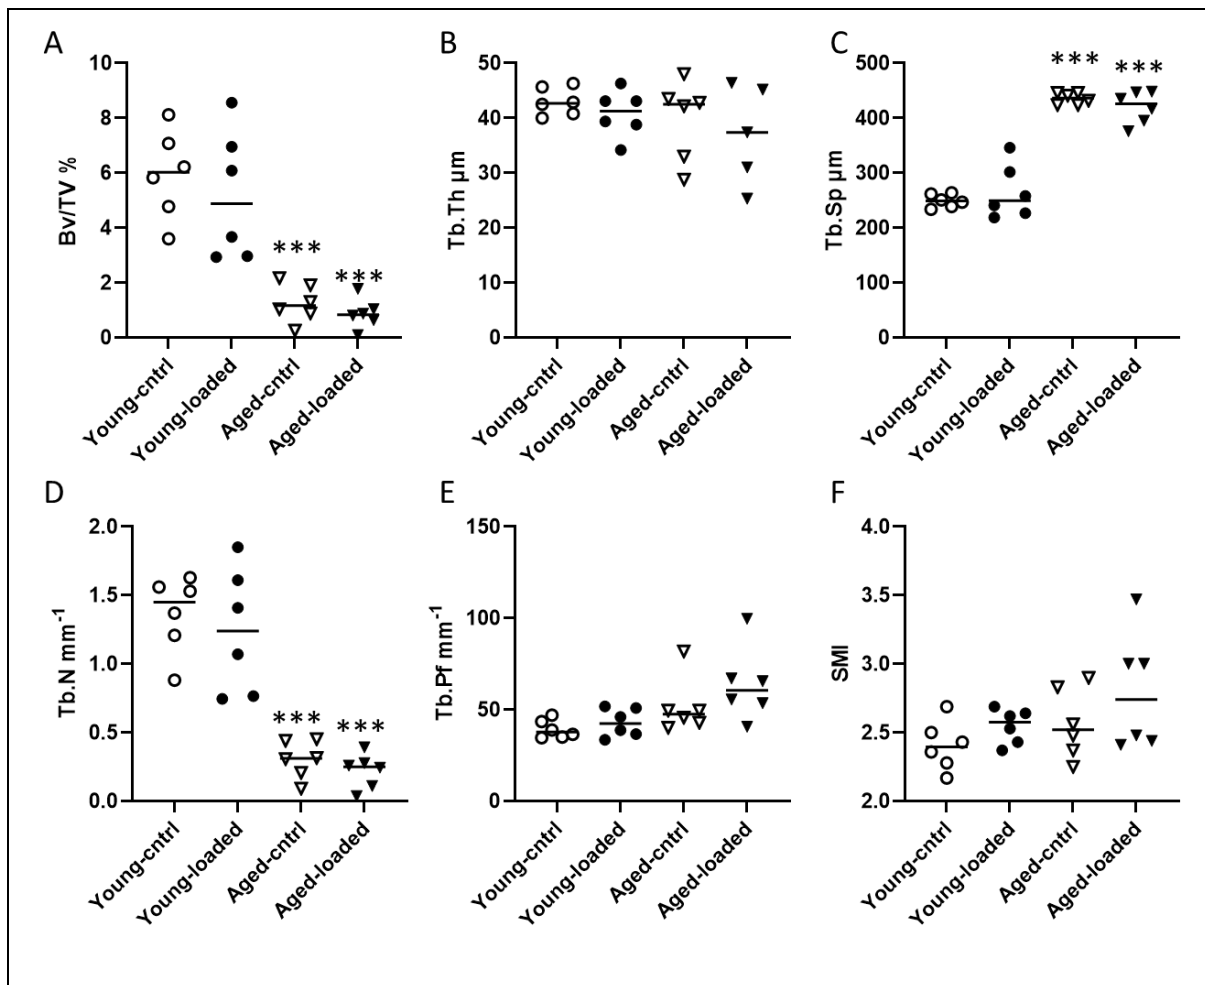 A
Bv/TV %
10
8
6
4
2
0
***
***
Young-cntrl
Young-loaded
Aged-cntrl
Aged-loaded
B
Tb.Th µm
50
40
30
20
10
0
Young-cntrl
Young-loaded
Aged-cntrl
Aged-loaded
C
Tb.Sp µm
500
400
300
200
100
0
***
***
Young-cntrl
Young-loaded
Aged-cntrl
Aged-loaded
D
Tb.N mm-1
2.0
1.5
1.0
0.5
0.0
***
***
Young-cntrl
Young-loaded
Aged-cntrl
Aged-loaded
E
Tb.Pf mm-1
150
100
50
0
Young-cntrl
Young-loaded
Aged-cntrl
Aged-loaded
F
SMI
4.0
3.5
3.0
2.5
2.0
Young-cntrl
Young-loaded
Aged-cntrl
Aged-loaded